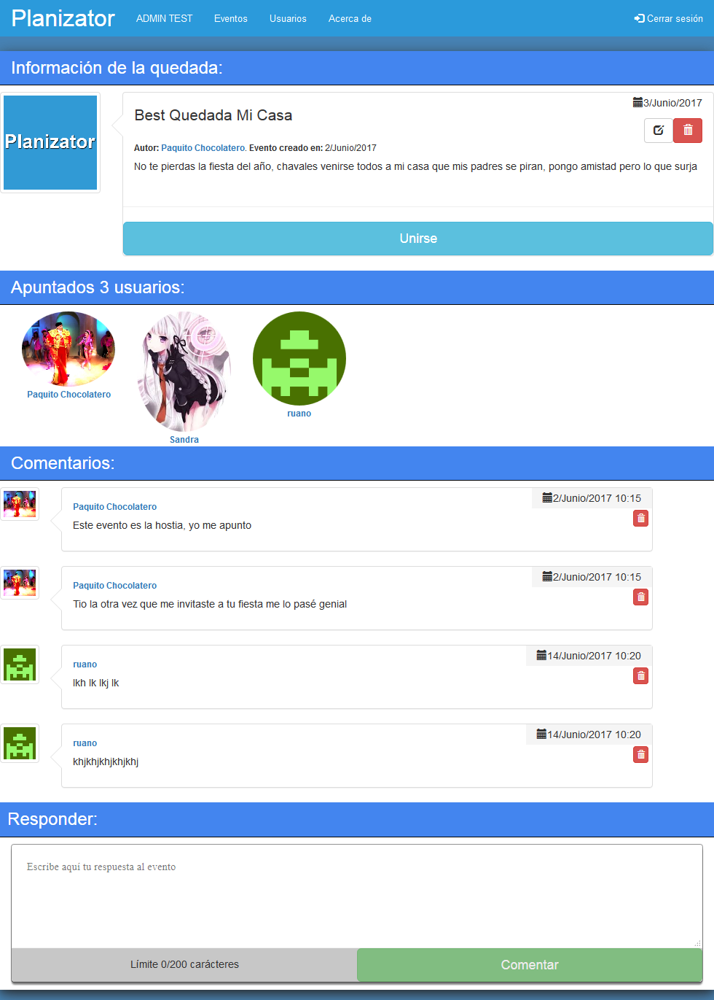 Planizator ADMIN TEST Eventos Usuarios Acerca de Cerrar sesión
Información de la quedada:
3/Junio/2017
Best Quedada Mi Casa
Planizator
Autor: Paquito Chocolatero. Evento creado en: 2/Junio/2017
No te pierdas la fiesta del año, chavales venirse todos a mi casa que mis padres se piran, pongo amistad pero lo que surja
Unirse
Apuntados 3 usuarios:
Paquito Chocolatero
ruano
Sandra
Comentarios:
2/Junio/2017 10:15
Paquito Chocolatero
Este evento es la hostia, yo me apunto
2/Junio/2017 10:15
Paquito Chocolatero
Tio la otra vez que me invitaste a tu fiesta me lo pasé genial
14/Junio/2017 10:20
ruano
lkh lk lkj lk
14/Junio/2017 10:20
ruano
khjkhjkhjkhjkhj
Responder:
Escribe aquí tu respuesta al evento
Límite 0/200 carácteres
Comentar